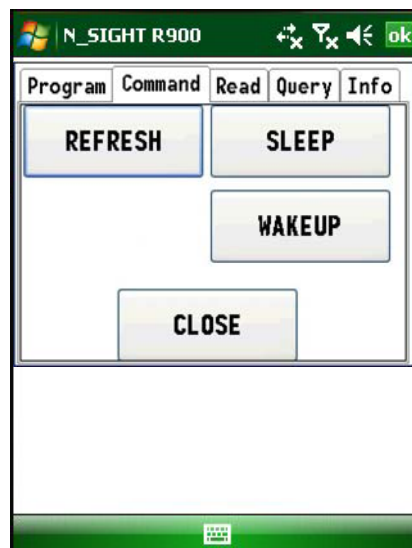 N_SIGHT R900 ok
Program Command Read Query Info
REFRESH SLEEP
WAKEUP
CLOSE